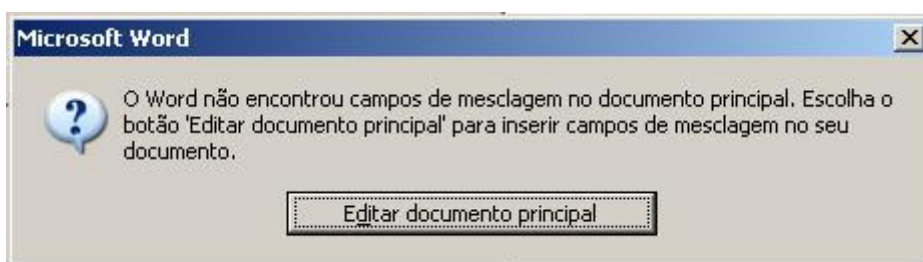 Microsoft Word
O Word não encontrou campos de mesclagem no documento principal. Escolha o
botão 'Editar documento principal' para inserir campos de mesclagem no seu
documento.
Editar documento principal